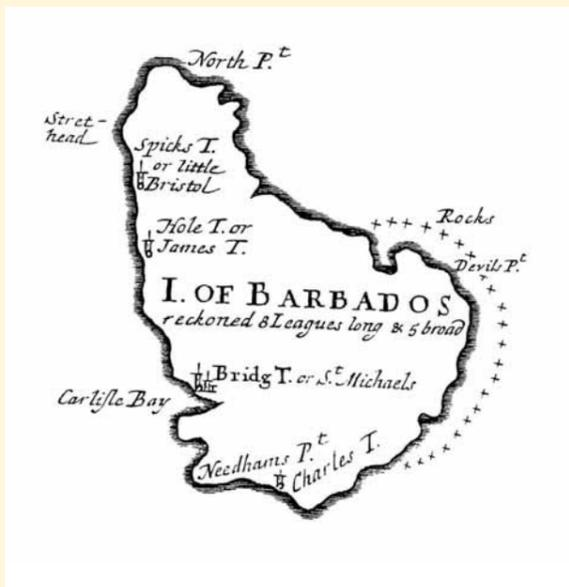 North P.t
Stret-
head
Spicks T.
or little
Bristol
Hole T. or
James T.
Rocks
Devils P.t
I. OF BARBADOS
reckoned 8 Leagues long & 5 broad
Bridg T. or S.t Michaels
Carlisle Bay
Needhams P.t
Charles T.